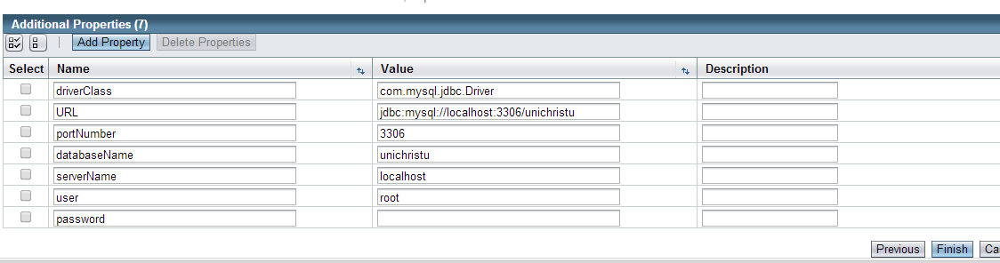 Additional Properties (7)
Add Property Delete Properties
Select Name Value Description
driverClass com.mysql.jdbc.Driver
URL jdbc:mysql://localhost:3306/unichristu
portNumber 3306
databaseName unichristu
serverName localhost
user root
password
Previous Finish Ca